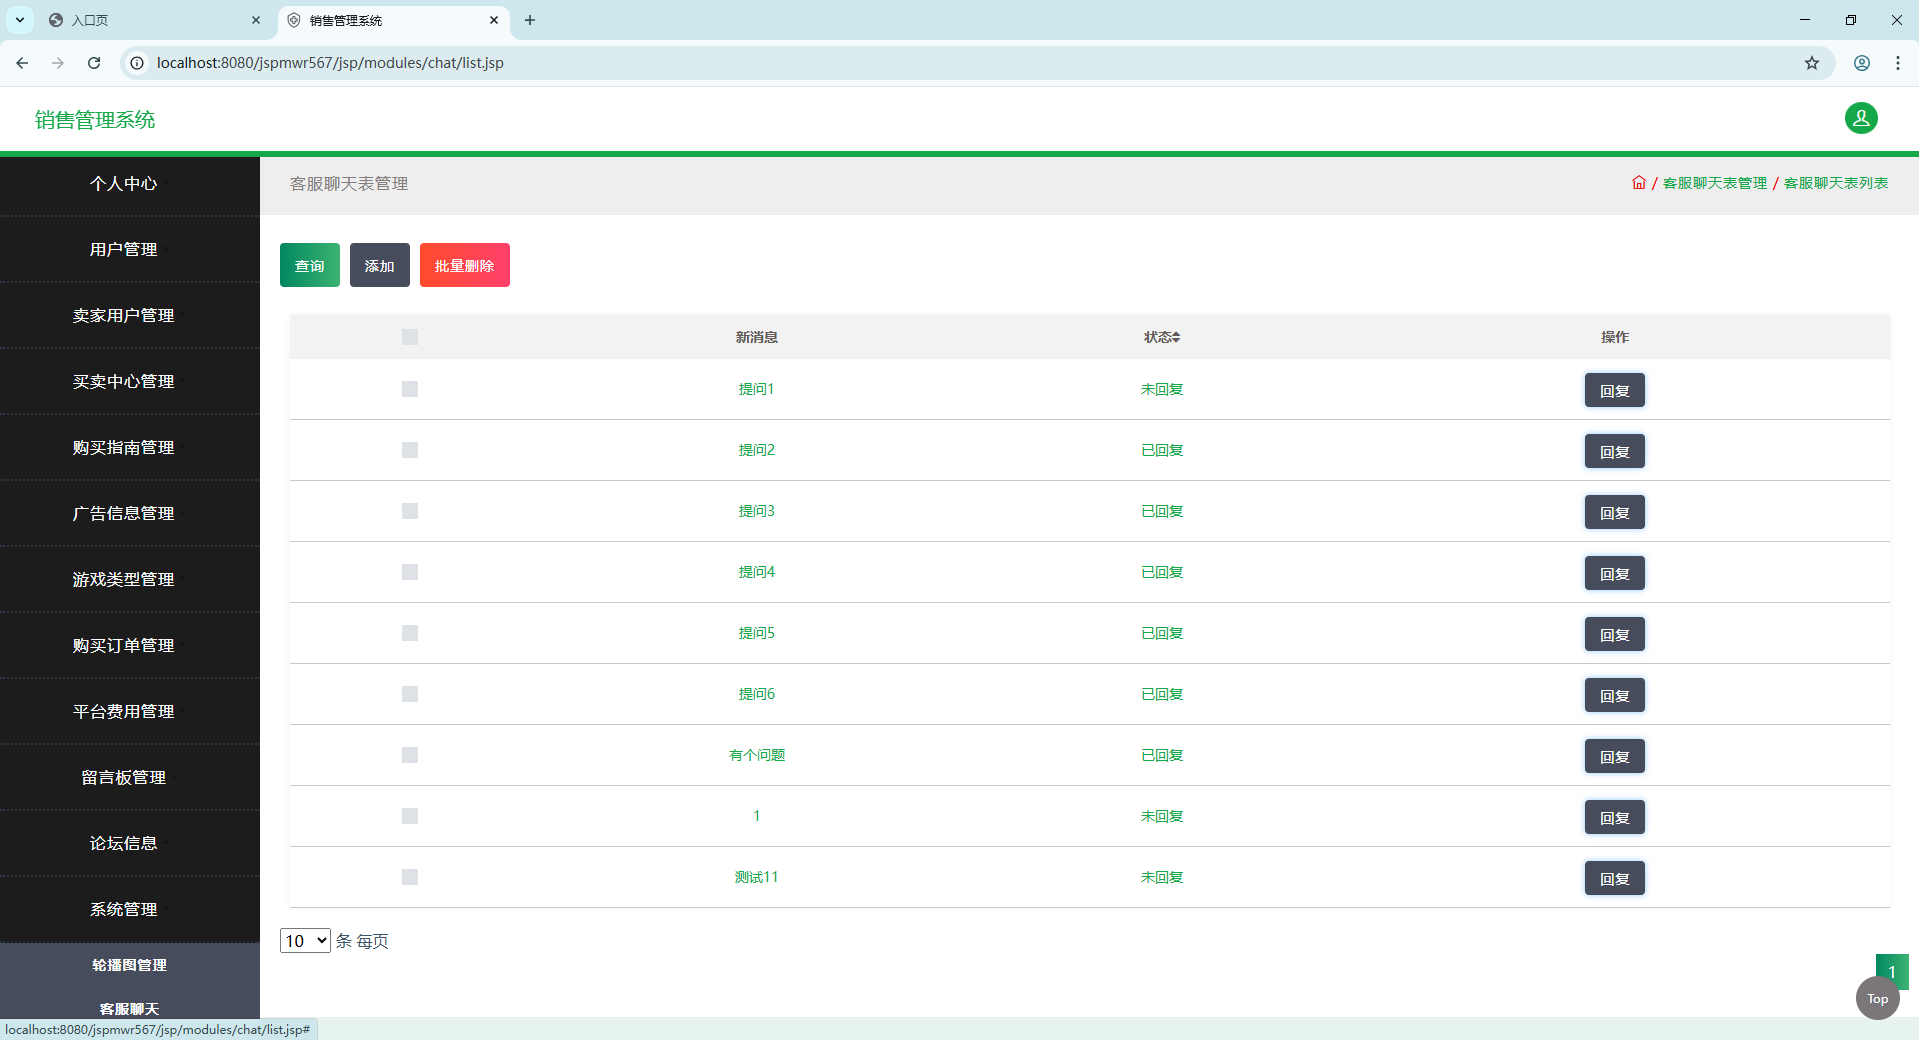 入口页
销售管理系统
localhost:8080/jspmwr567/jsp/modules/chat/list.jsp
销售管理系统
个人中心
用户管理
卖家用户管理
买卖中心管理
购买指南管理
广告信息管理
游戏类型管理
购买订单管理
平台费用管理
留言板管理
论坛信息
系统管理
轮播图管理
客服聊天
客服聊天表管理
/ 客服聊天表管理 / 客服聊天表列表
查询 添加 批量删除
新消息 状态 操作
提问1 未回复 回复
提问2 已回复 回复
提问3 已回复 回复
提问4 已回复 回复
提问5 已回复 回复
提问6 已回复 回复
有个问题 已回复 回复
1 未回复 回复
测试11 未回复 回复
10 条 每页
1
Top
localhost:8080/jspmwr567/jsp/modules/chat/list.jsp#